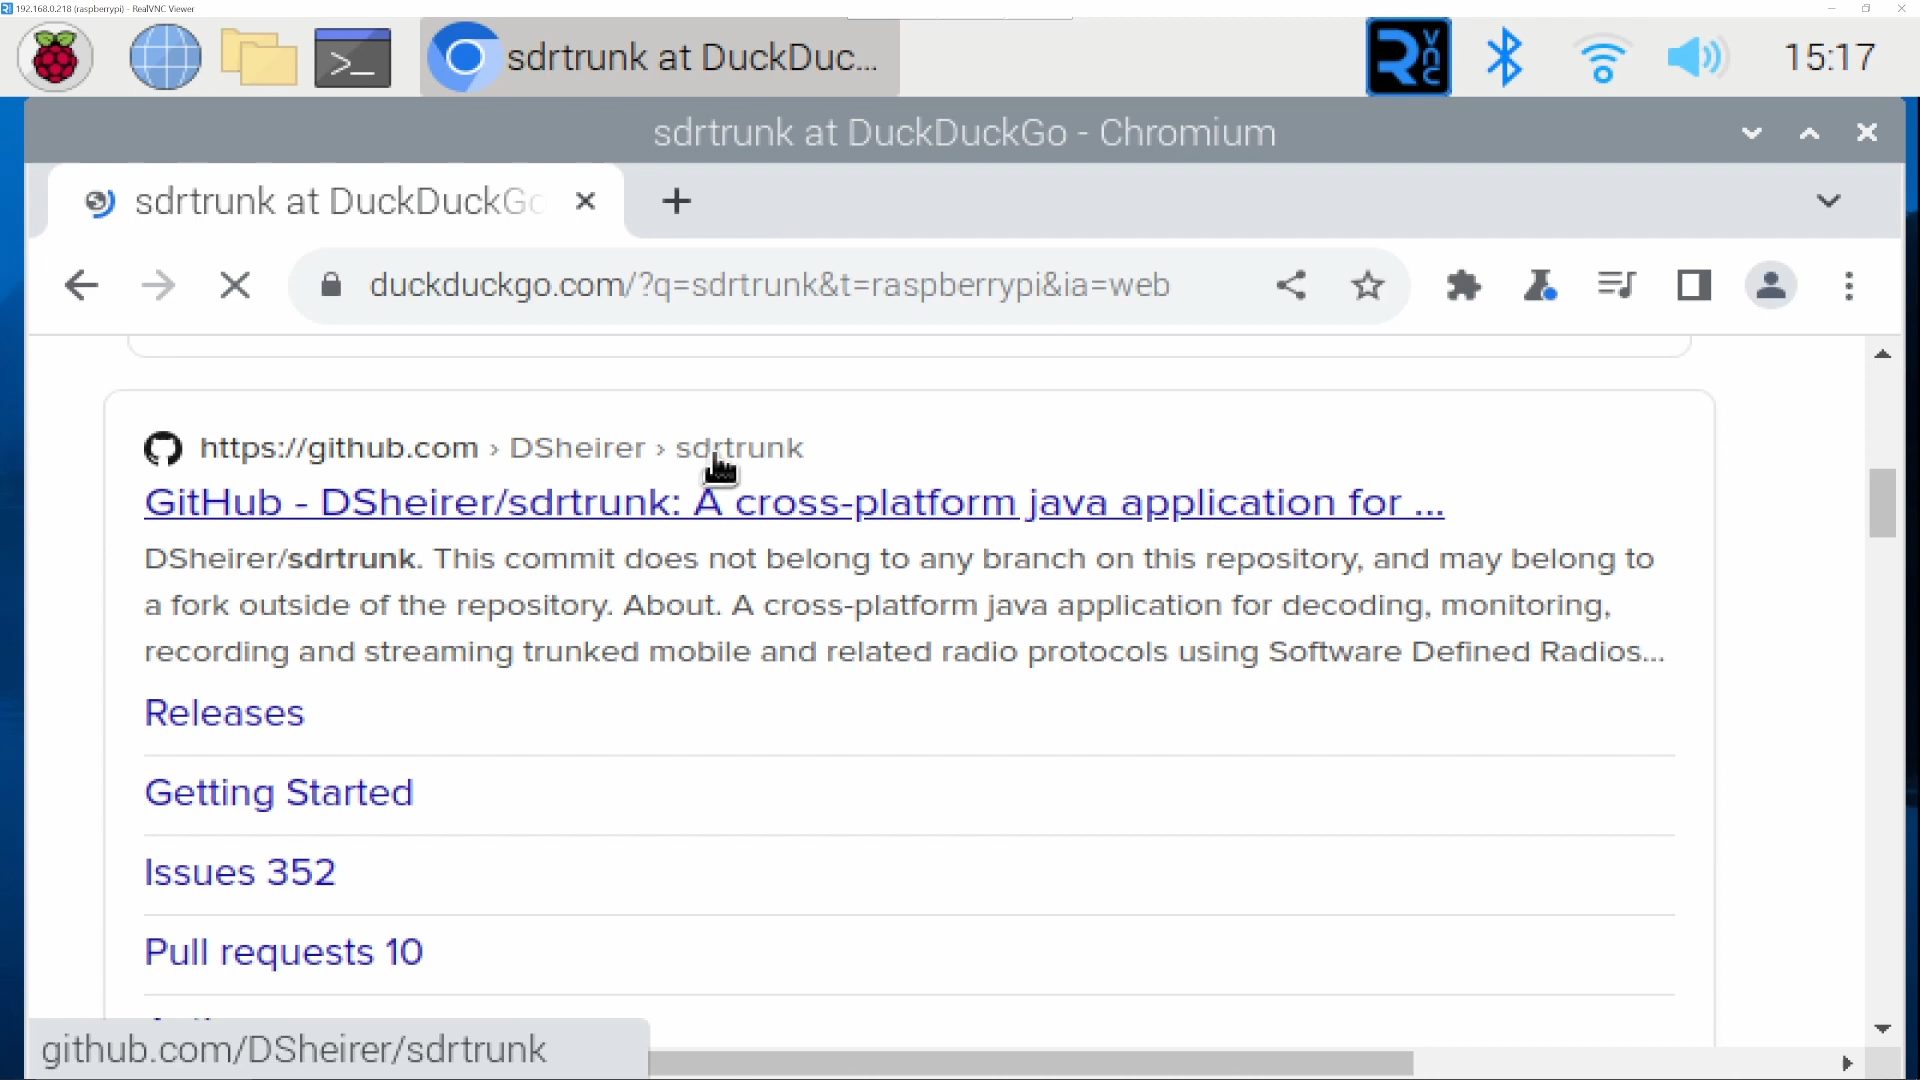 192.168.0.218 (raspberrypi) - RealVNC Viewer
sdrtrunk at DuckDuc...
15:17
sdrtrunk at DuckDuckGo - Chromium
sdrtrunk at DuckDuckGo
duckduckgo.com/?q=sdrtrunk&t=raspberrypi&ia=web
https://github.com › DSheirer › sdrtrunk
GitHub - DSheirer/sdrtrunk: A cross-platform java application for ...
DSheirer/sdrtrunk. This commit does not belong to any branch on this repository, and may belong to
a fork outside of the repository. About. A cross-platform java application for decoding, monitoring,
recording and streaming trunked mobile and related radio protocols using Software Defined Radios...
Releases
Getting Started
Issues 352
Pull requests 10
github.com/DSheirer/sdrtrunk